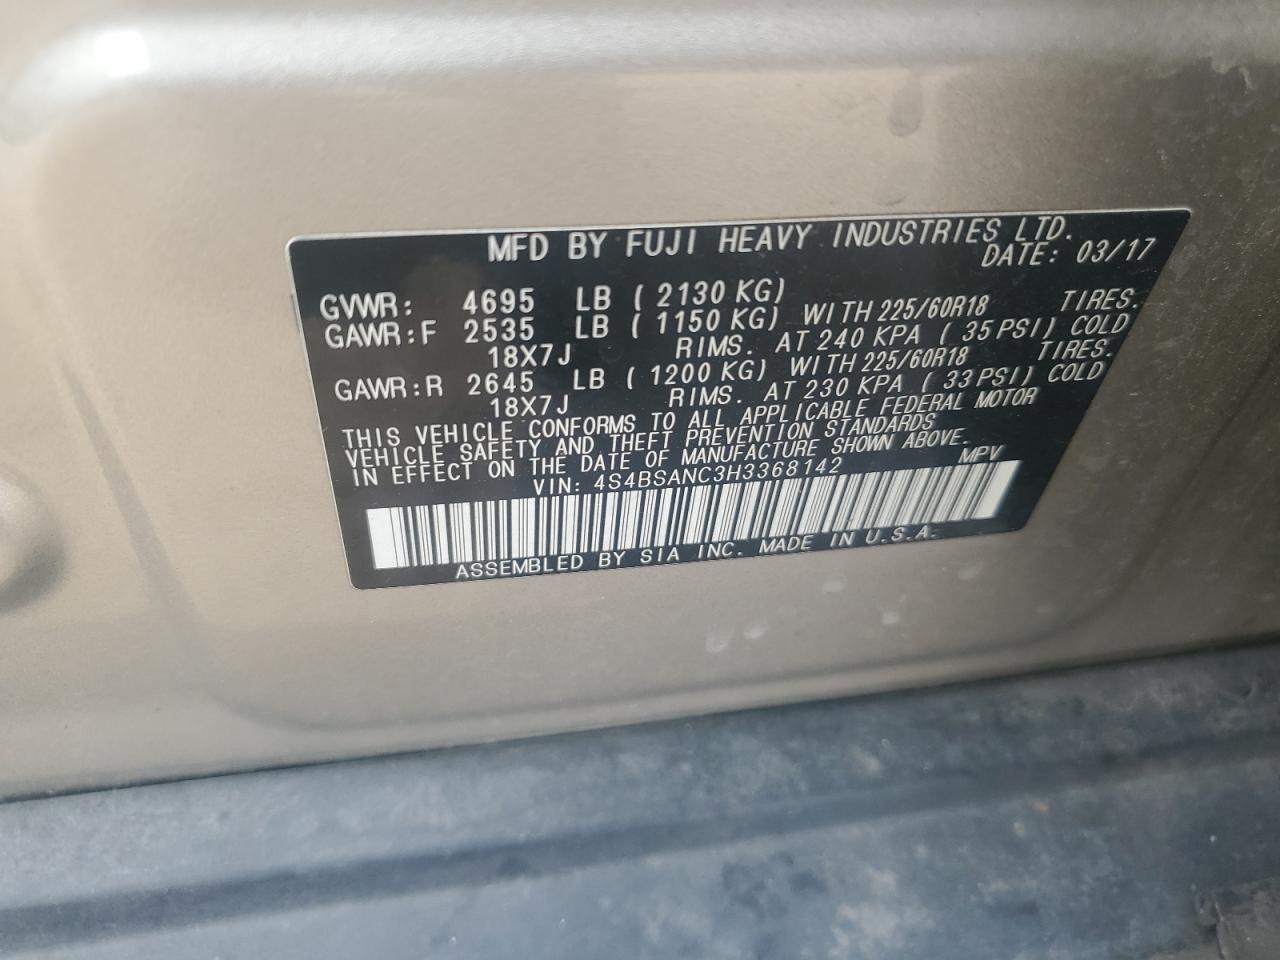 MFD BY FUJI HEAVY INDUSTRIES LTD.
DATE: 03/17
GVWR: 4695 LB ( 2130 KG)
GAWR:F 2535 LB ( 1150 KG) WITH 225/60R18 TIRES.
18X7J RIMS. AT 240 KPA ( 35 PSI) COLD
GAWR:R 2645 LB ( 1200 KG) WITH 225/60R18 TIRES.
18X7J RIMS. AT 230 KPA ( 33 PSI) COLD
THIS VEHICLE CONFORMS TO ALL APPLICABLE FEDERAL MOTOR
VEHICLE SAFETY AND THEFT PREVENTION STANDARDS
IN EFFECT ON THE DATE OF MANUFACTURE SHOWN ABOVE.
VIN: 4S4BSANC3H3368142 MPV
ASSEMBLED BY SIA INC. MADE IN U.S.A.